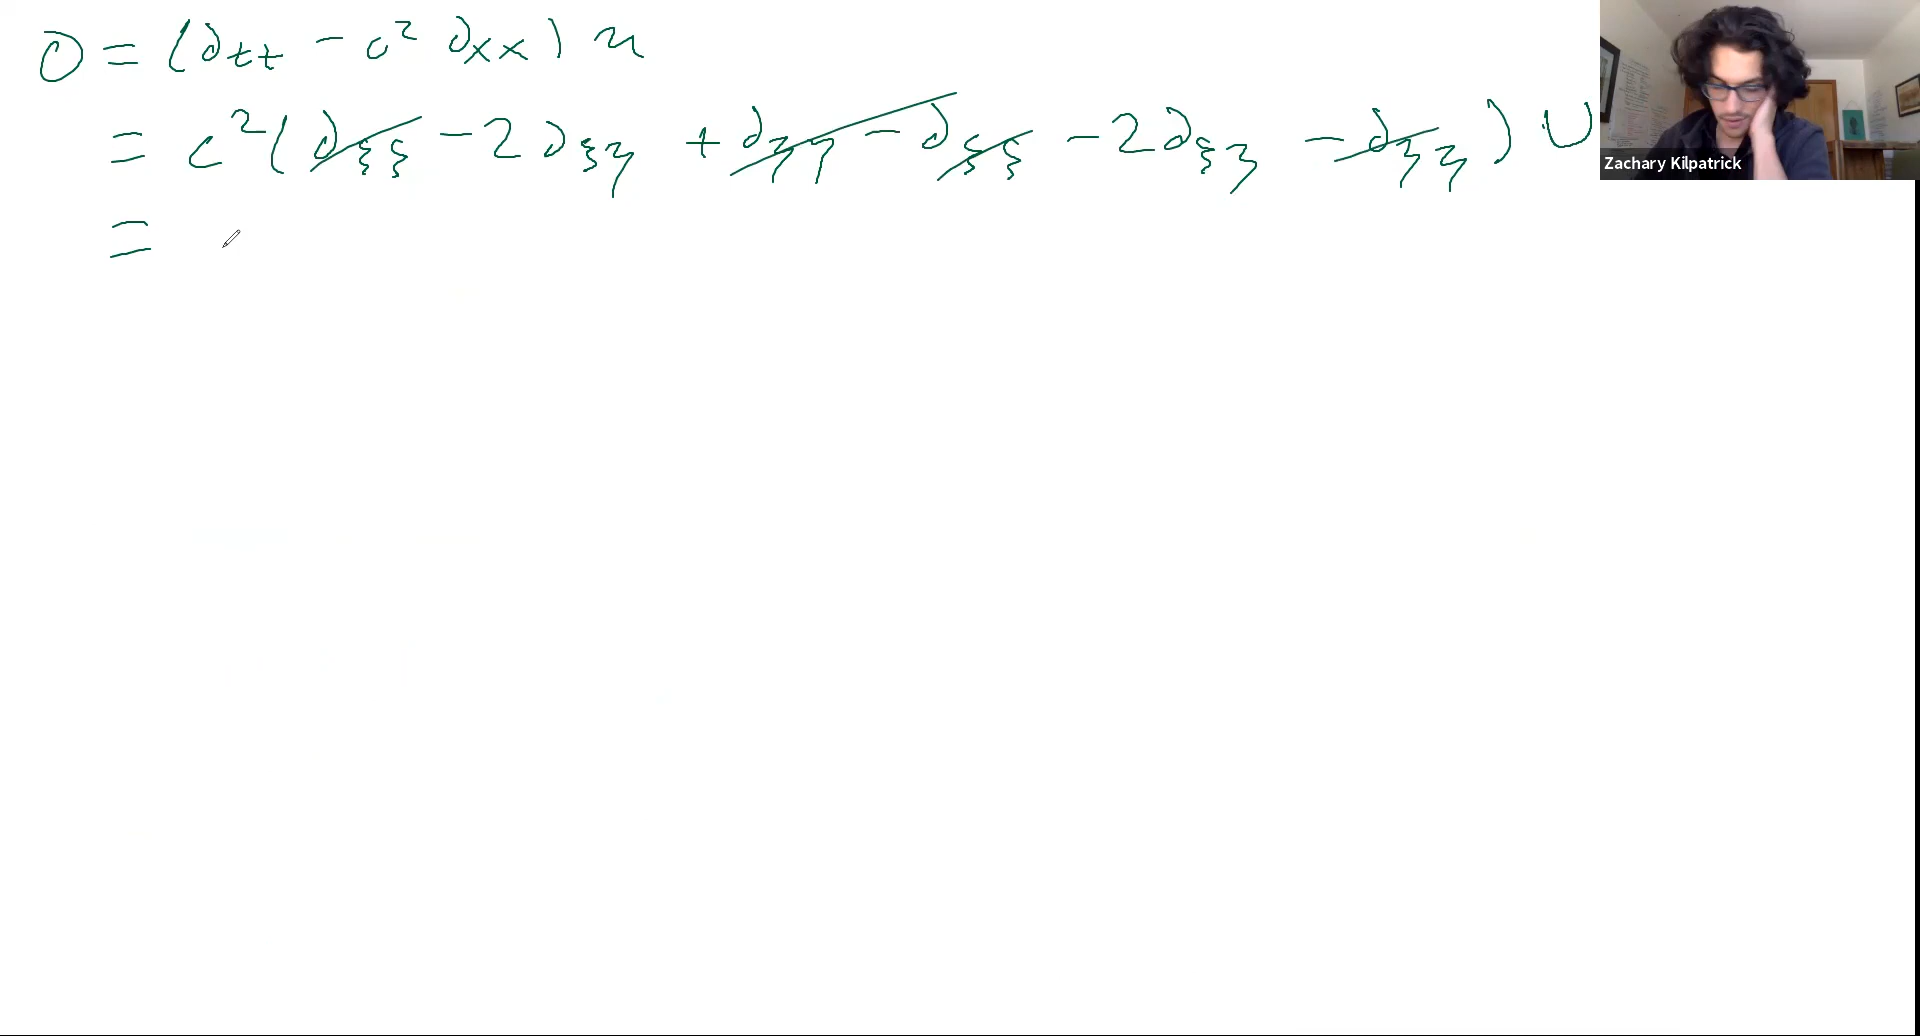 0 = (∂tt - c² ∂xx) u
= c² (∂ξξ - 2 ∂ξη + ∂ηη - ∂ξξ - 2 ∂ξη - ∂ηη) U
=
Zachary Kilpatrick